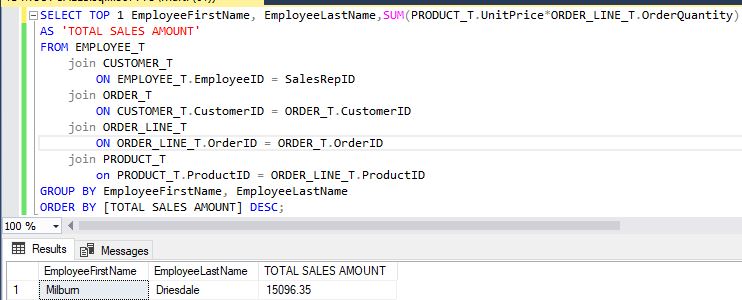 SELECT TOP 1 EmployeeFirstName, EmployeeLastName,SUM(PRODUCT_T.UnitPrice*ORDER_LINE_T.OrderQuantity)
AS 'TOTAL SALES AMOUNT'
FROM EMPLOYEE_T
join CUSTOMER_T
ON EMPLOYEE_T.EmployeeID = SalesRepID
join ORDER_T
ON CUSTOMER_T.CustomerID = ORDER_T.CustomerID
join ORDER_LINE_T
ON ORDER_LINE_T.OrderID = ORDER_T.OrderID
join PRODUCT_T
on PRODUCT_T.ProductID = ORDER_LINE_T.ProductID
GROUP BY EmployeeFirstName, EmployeeLastName
ORDER BY [TOTAL SALES AMOUNT] DESC;
100 %
Results Messages
EmployeeFirstName EmployeeLastName TOTAL SALES AMOUNT
1 Milburn Driesdale 15096.35